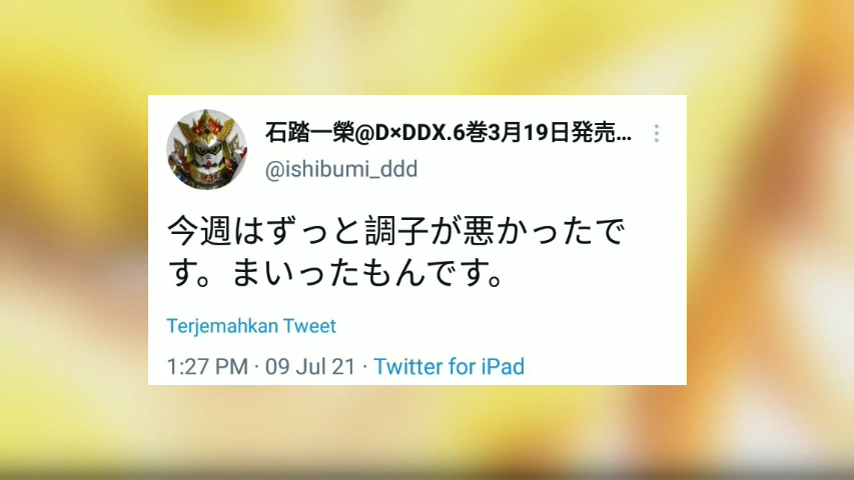 石踏一榮@D×DDX.6巻3月19日発売...
@ishibumi_ddd
今週はずっと調子が悪かったで
す。まいったもんです。
Terjemahkan Tweet
1:27 PM · 09 Jul 21 · Twitter for iPad